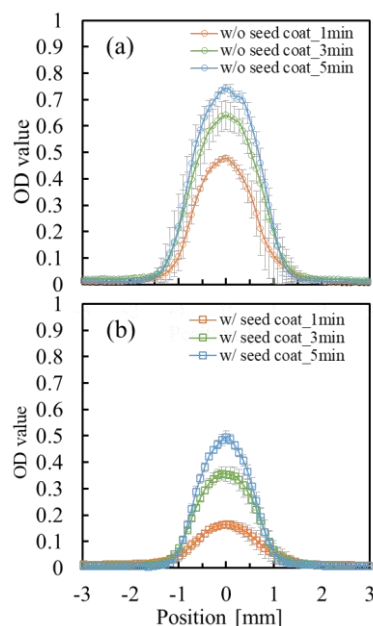 (a)
w/o seed coat_1min
w/o seed coat_3min
w/o seed coat_5min
OD value
1
0.9
0.8
0.7
0.6
0.5
0.4
0.3
0.2
0.1
0
(b)
w/ seed coat_1min
w/ seed coat_3min
w/ seed coat_5min
OD value
1
0.9
0.8
0.7
0.6
0.5
0.4
0.3
0.2
0.1
0
-3 -2 -1 0 1 2 3
Position [mm]